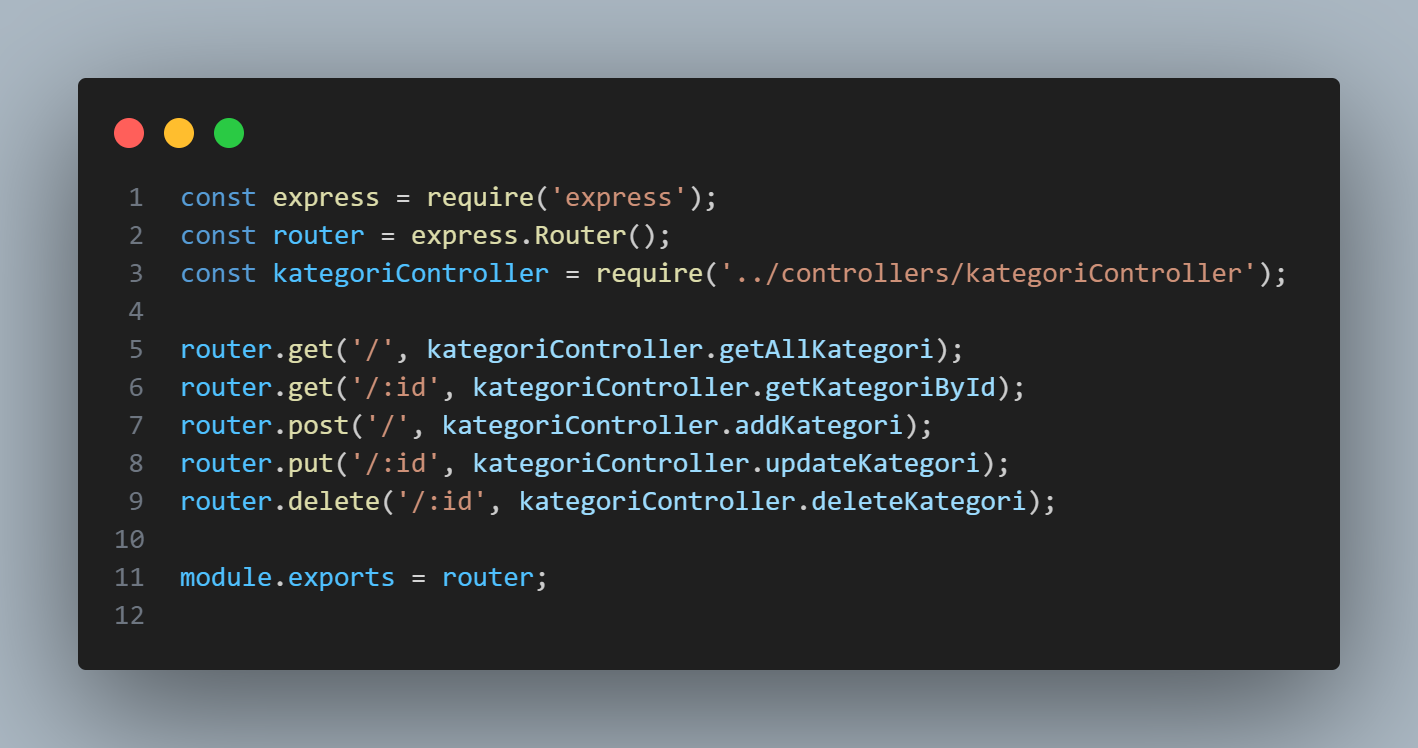 1 const express = require('express');
2 const router = express.Router();
3 const kategoriController = require('../controllers/kategoriController');
4
5 router.get('/', kategoriController.getAllKategori);
6 router.get('/:id', kategoriController.getKategoriById);
7 router.post('/', kategoriController.addKategori);
8 router.put('/:id', kategoriController.updateKategori);
9 router.delete('/:id', kategoriController.deleteKategori);
10
11 module.exports = router;
12